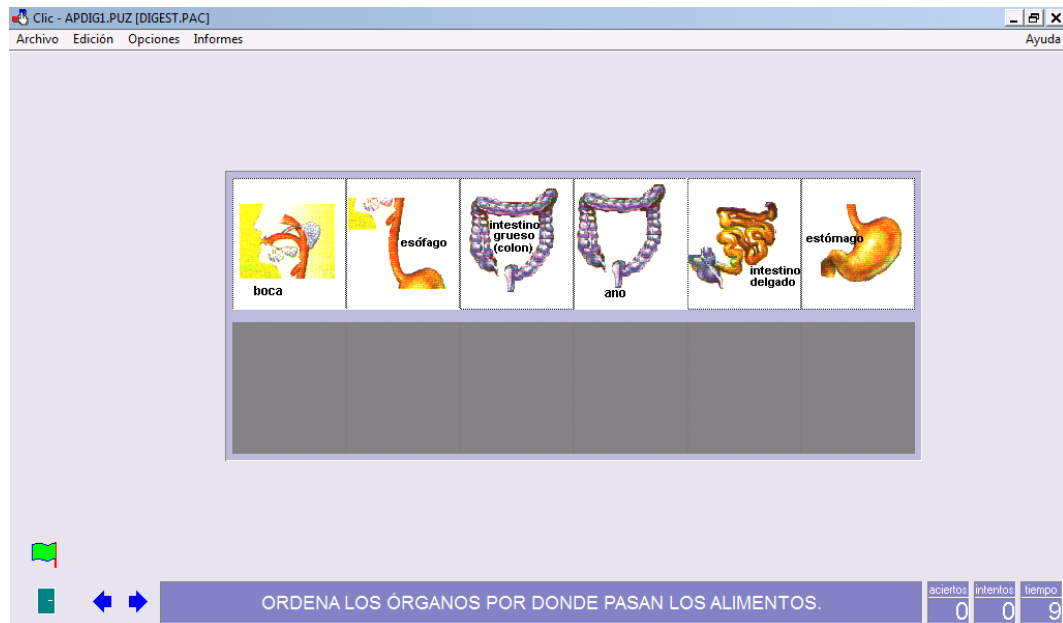 Clic - APDIG1.PUZ [DIGEST.PAC]
Archivo Edición Opciones Informes Ayuda
boca
esófago
intestino
grueso
(colon)
ano
intestino
delgado
estómago
ORDENA LOS ÓRGANOS POR DONDE PASAN LOS ALIMENTOS.
aciertos intentos tiempo
0 0 9